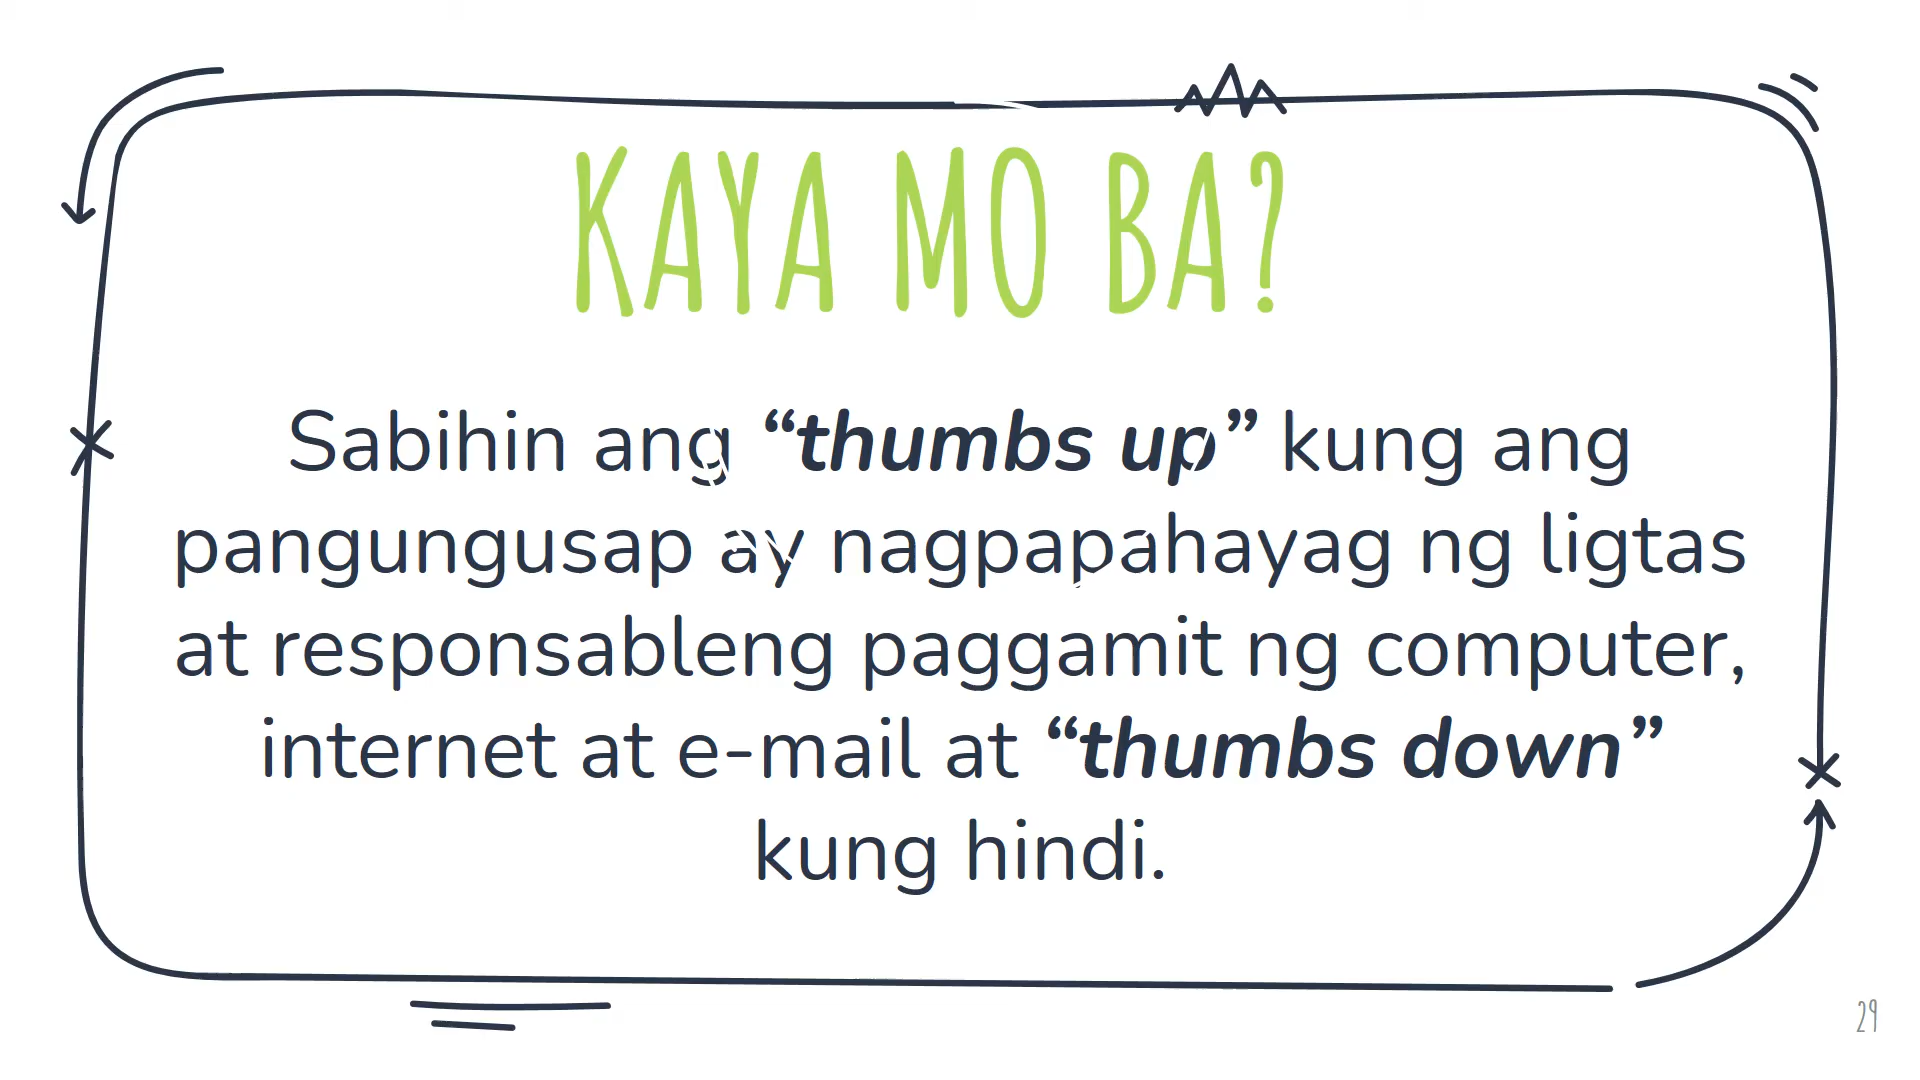 KAYA MO BA?
Sabihin ang “thumbs up” kung ang
pangungusap ay nagpapahayag ng ligtas
at responsableng paggamit ng computer,
internet at e-mail at “thumbs down”
kung hindi.
29